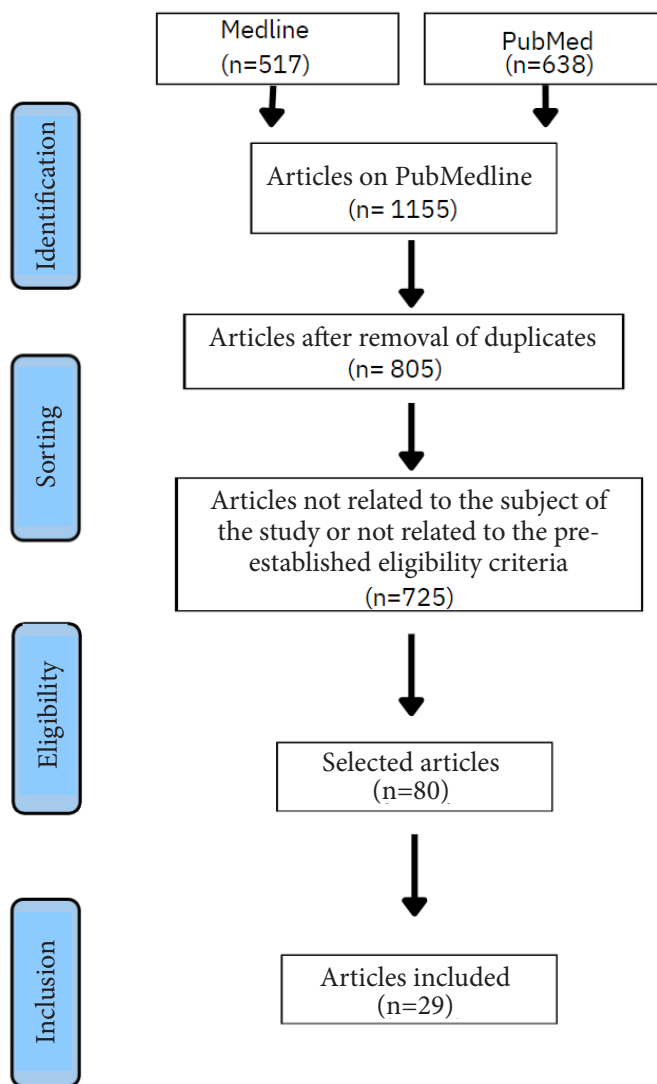 Medline
(n=517)
PubMed
(n=638)
Identification
Articles on PubMedline
(n= 1155)
Articles after removal of duplicates
(n= 805)
Sorting
Articles not related to the subject of
the study or not related to the pre-
established eligibility criteria
(n=725)
Eligibility
Selected articles
(n=80)
Inclusion
Articles included
(n=29)